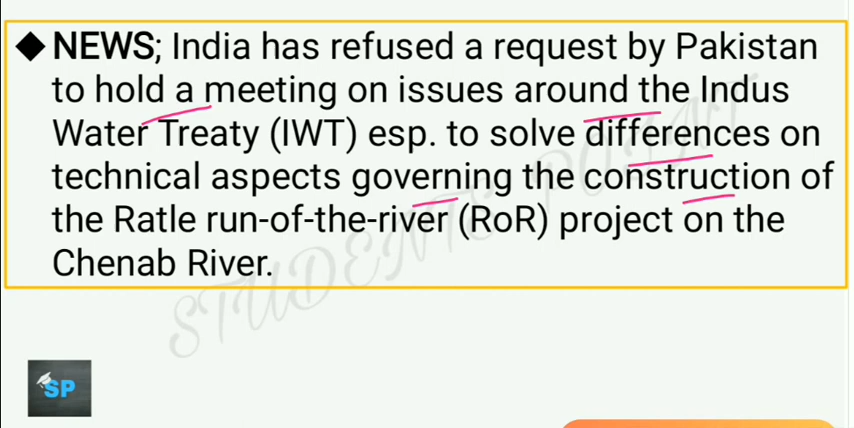 ◆ NEWS; India has refused a request by Pakistan
to hold a meeting on issues around the Indus
Water Treaty (IWT) esp. to solve differences on
technical aspects governing the construction of
the Ratle run-of-the-river (RoR) project on the
Chenab River.
STUDENTS POINT
SP